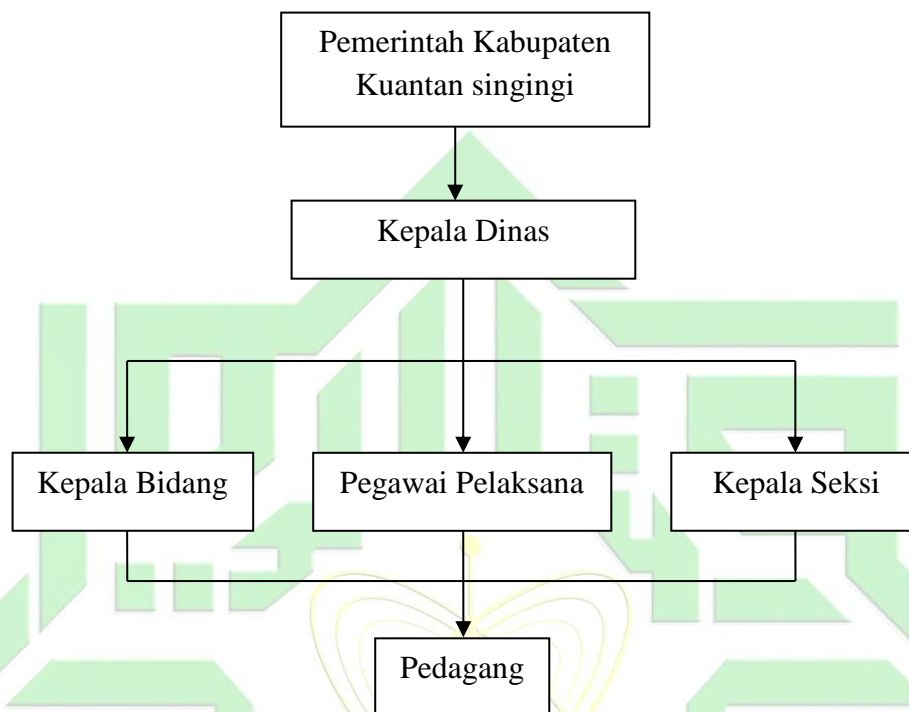 Pemerintah Kabupaten
Kuantan singingi
Kepala Dinas
Kepala Bidang
Pegawai Pelaksana
Kepala Seksi
Pedagang